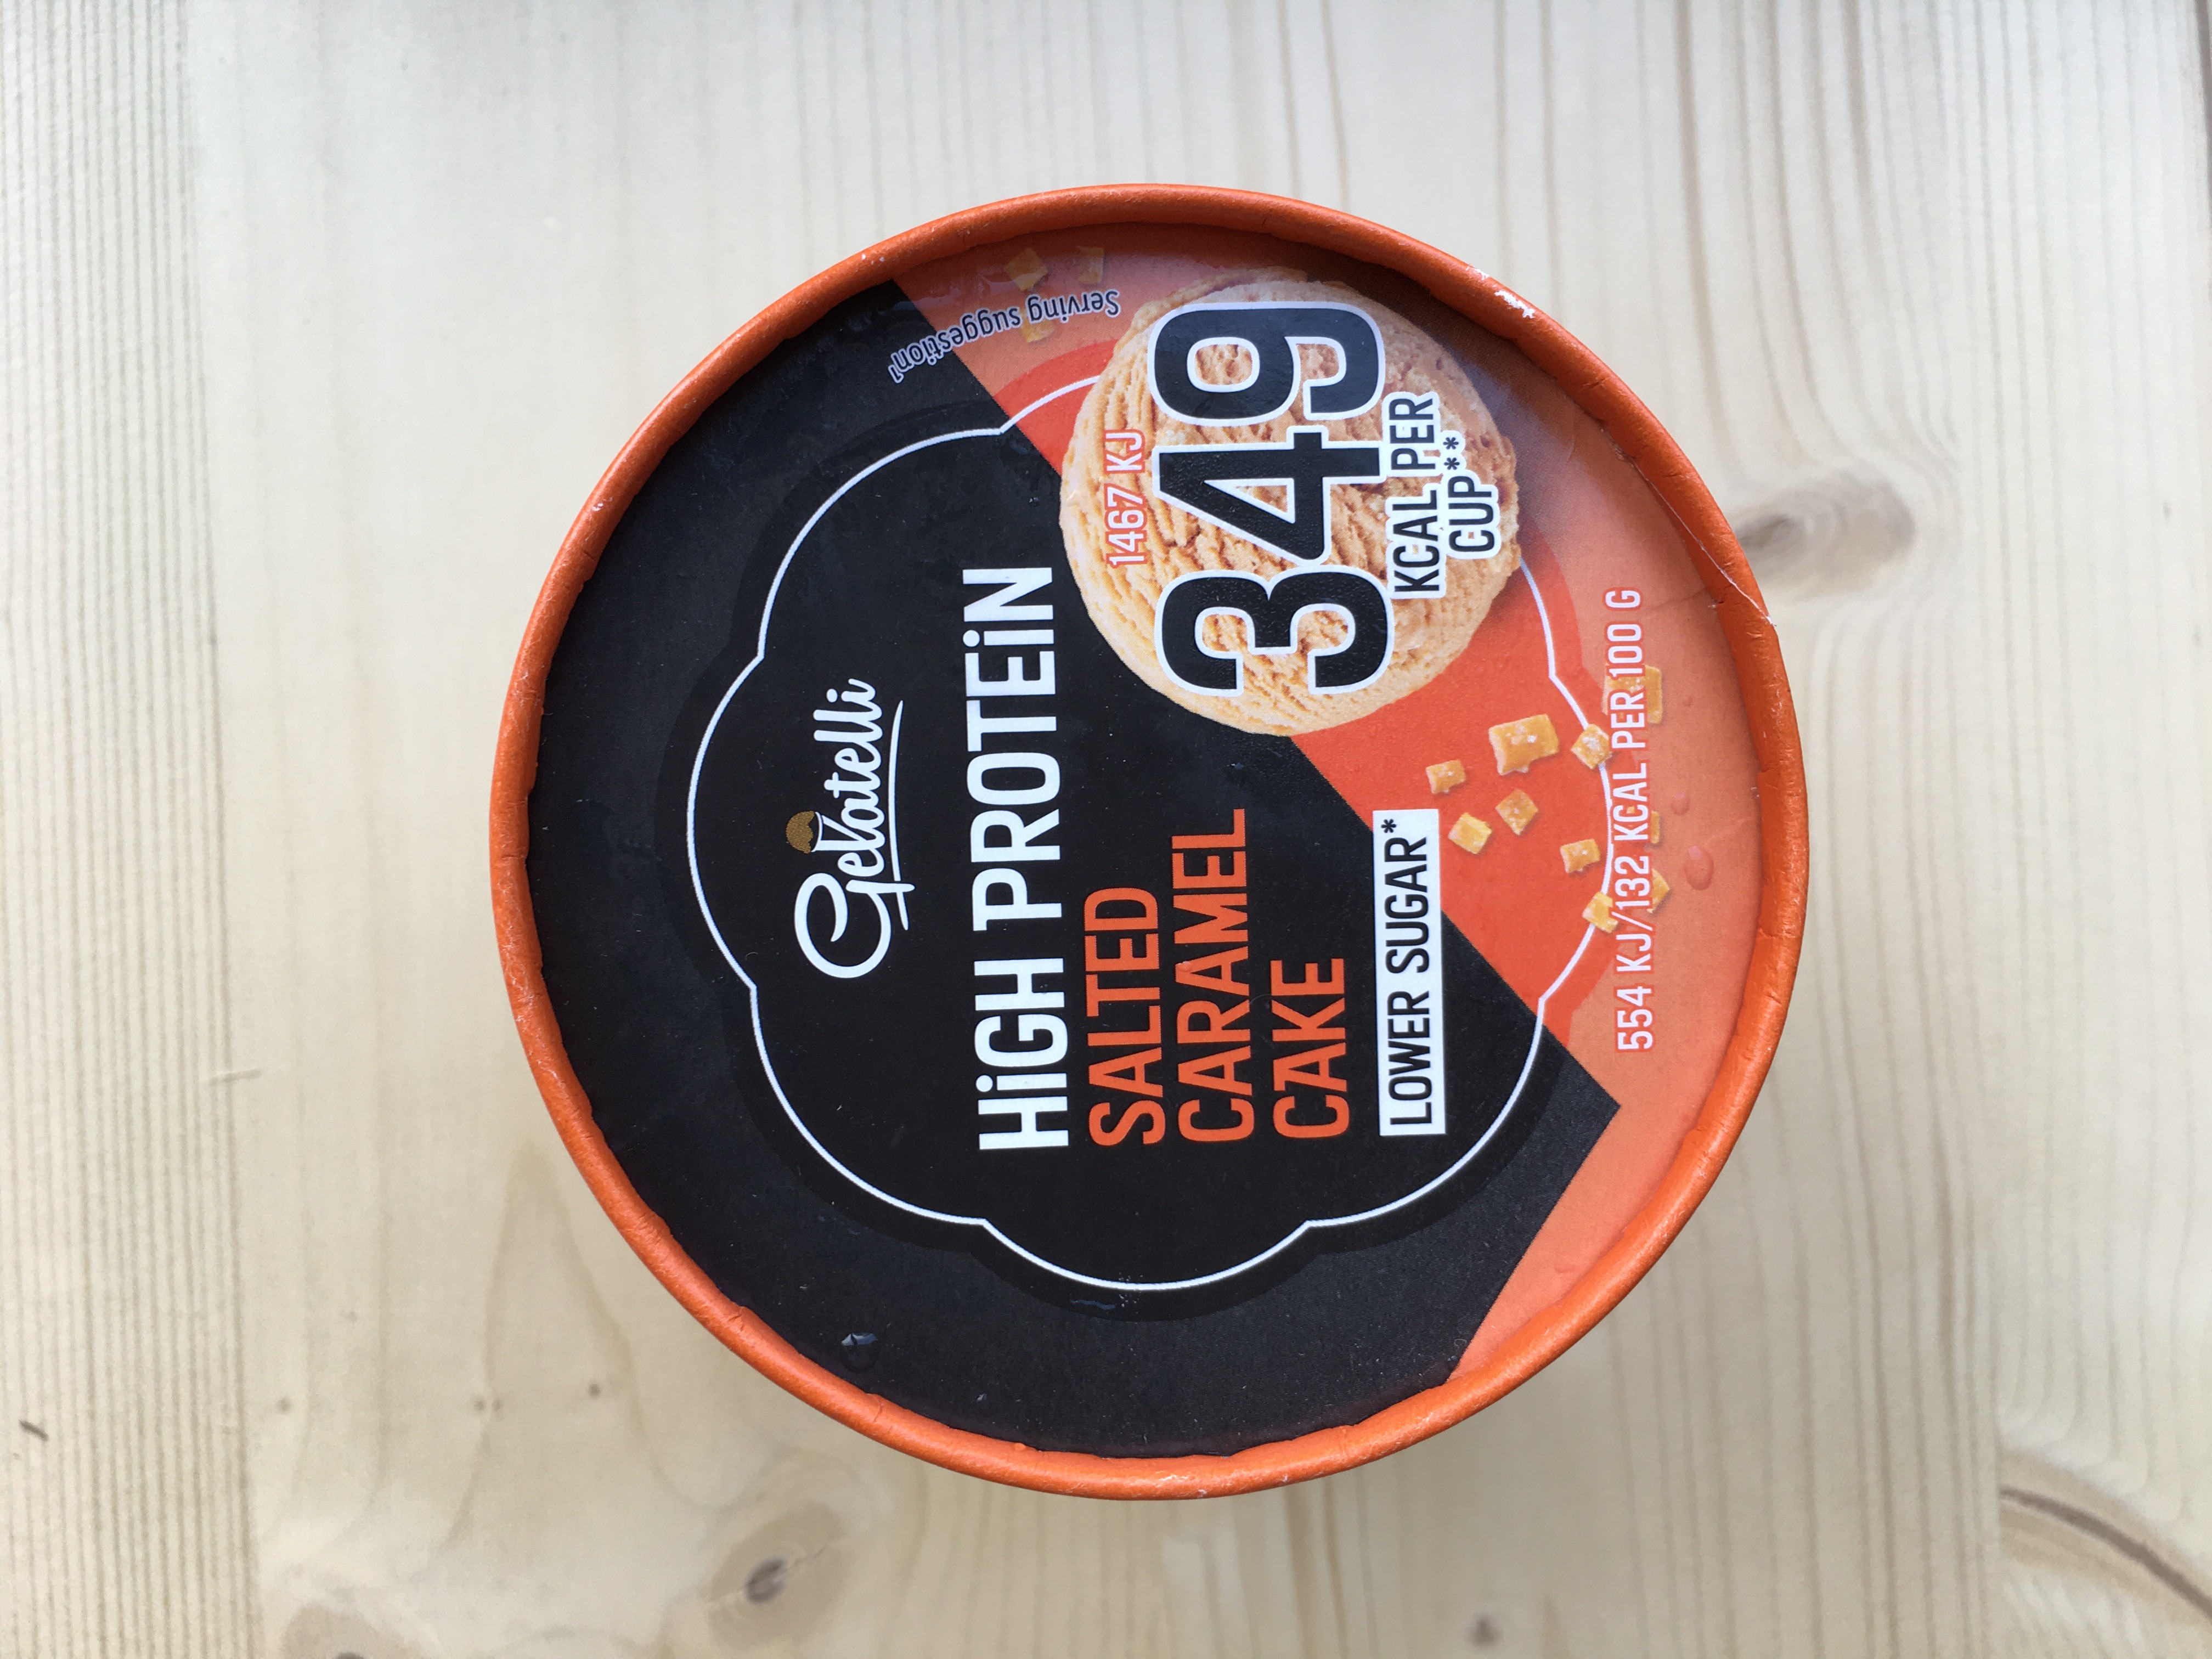 Gelatelli
HiGH PROTEiN
SALTED
CARAMEL
CAKE
LOWER SUGAR*
1467 KJ
349
KCAL PER
CUP**
554 KJ/132 KCAL PER 100 G
Serving suggestion¹